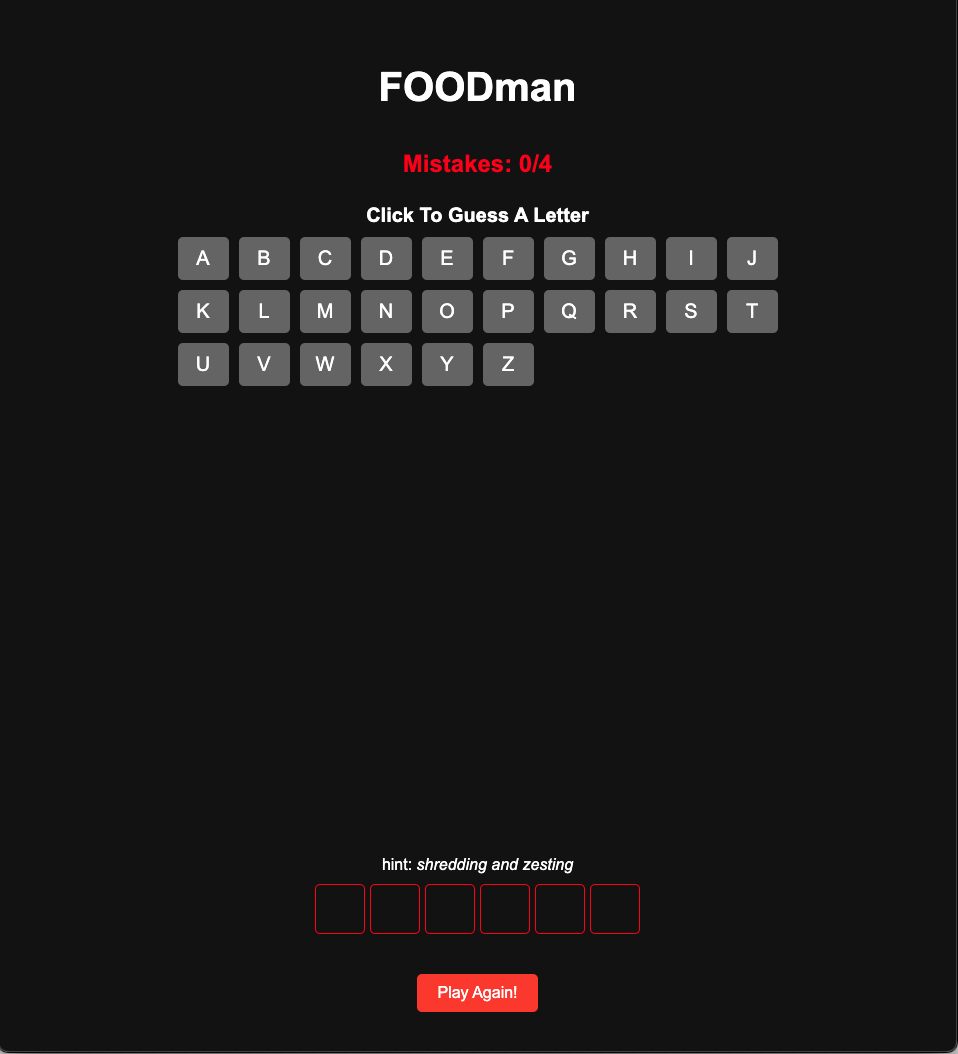 FOODman
Mistakes: 0/4
Click To Guess A Letter
A B C D E F G H I J
K L M N O P Q R S T
U V W X Y Z
hint: shredding and zesting
Play Again!